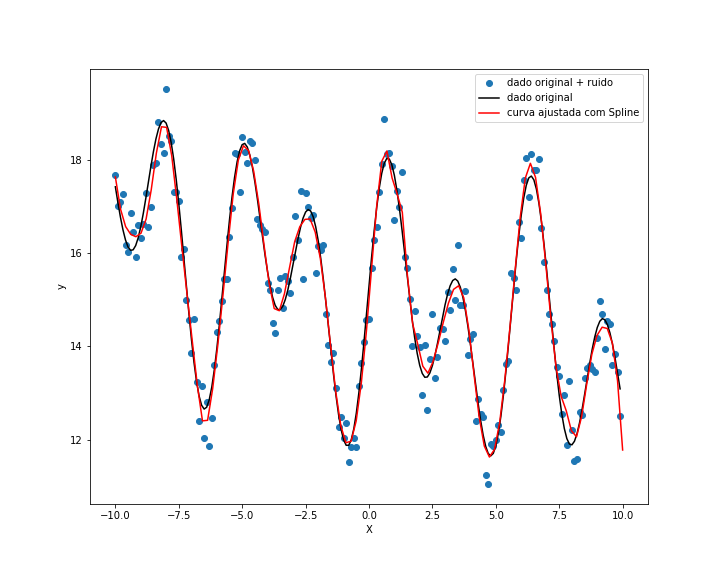 dado original + ruido
dado original
curva ajustada com Spline
18
16
14
12
y
−10.0 −7.5 −5.0 −2.5 0.0 2.5 5.0 7.5 10.0
X